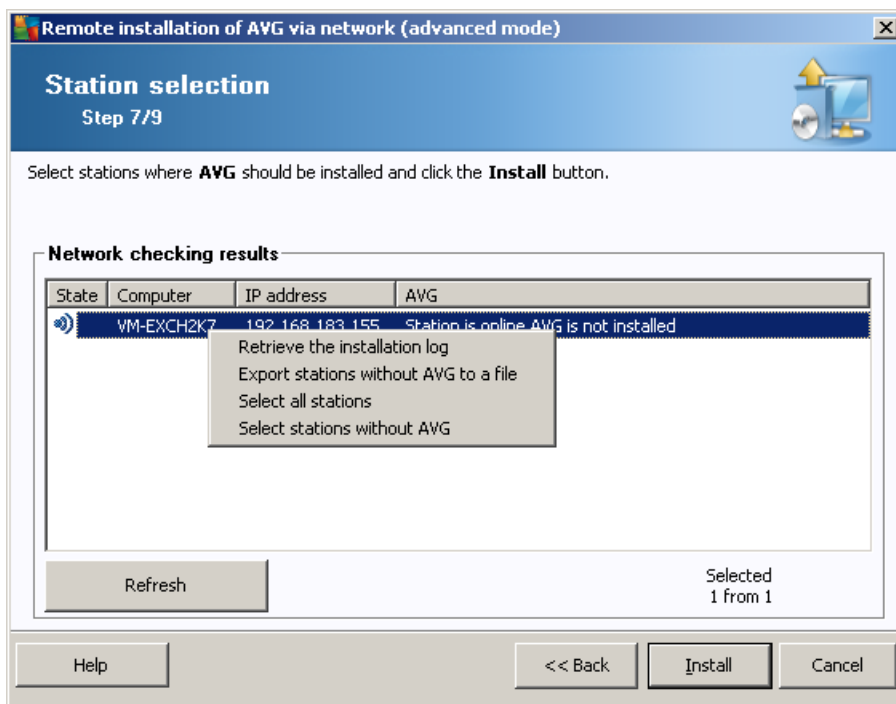 Remote installation of AVG via network (advanced mode)
Station selection
Step 7/9
Select stations where AVG should be installed and click the Install button.
Network checking results
State Computer IP address AVG
VM-EXCH2K7 192.168.183.155 Station is online AVG is not installed
Retrieve the installation log
Export stations without AVG to a file
Select all stations
Select stations without AVG
Refresh
Selected
1 from 1
Help << Back Install Cancel